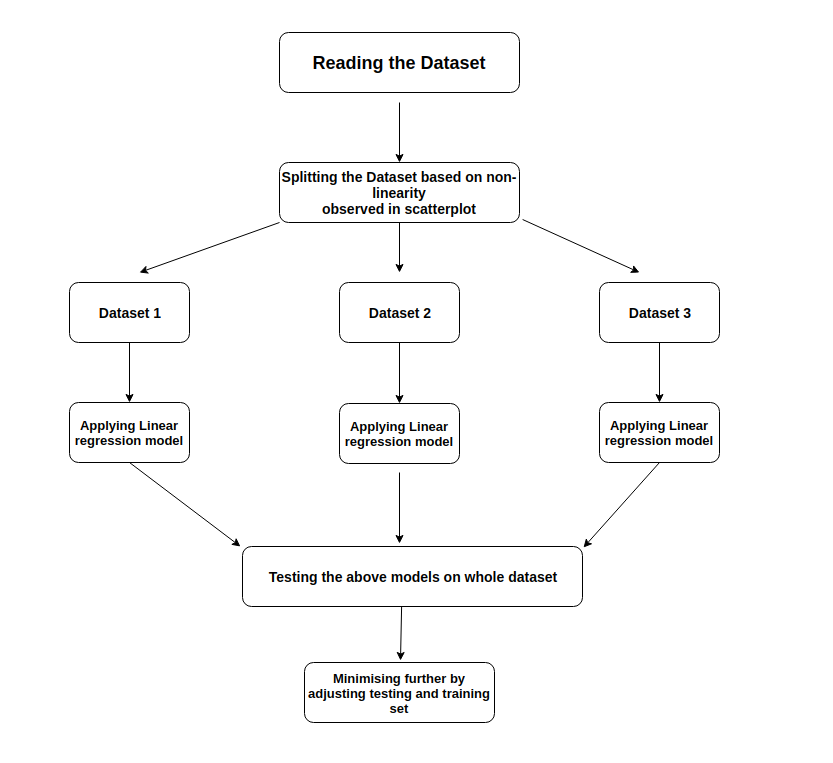 Reading the Dataset
Splitting the Dataset based on non-
linearity
observed in scatterplot
Dataset 1
Dataset 2
Dataset 3
Applying Linear
regression model
Applying Linear
regression model
Applying Linear
regression model
Testing the above models on whole dataset
Minimising further by
adjusting testing and training
set